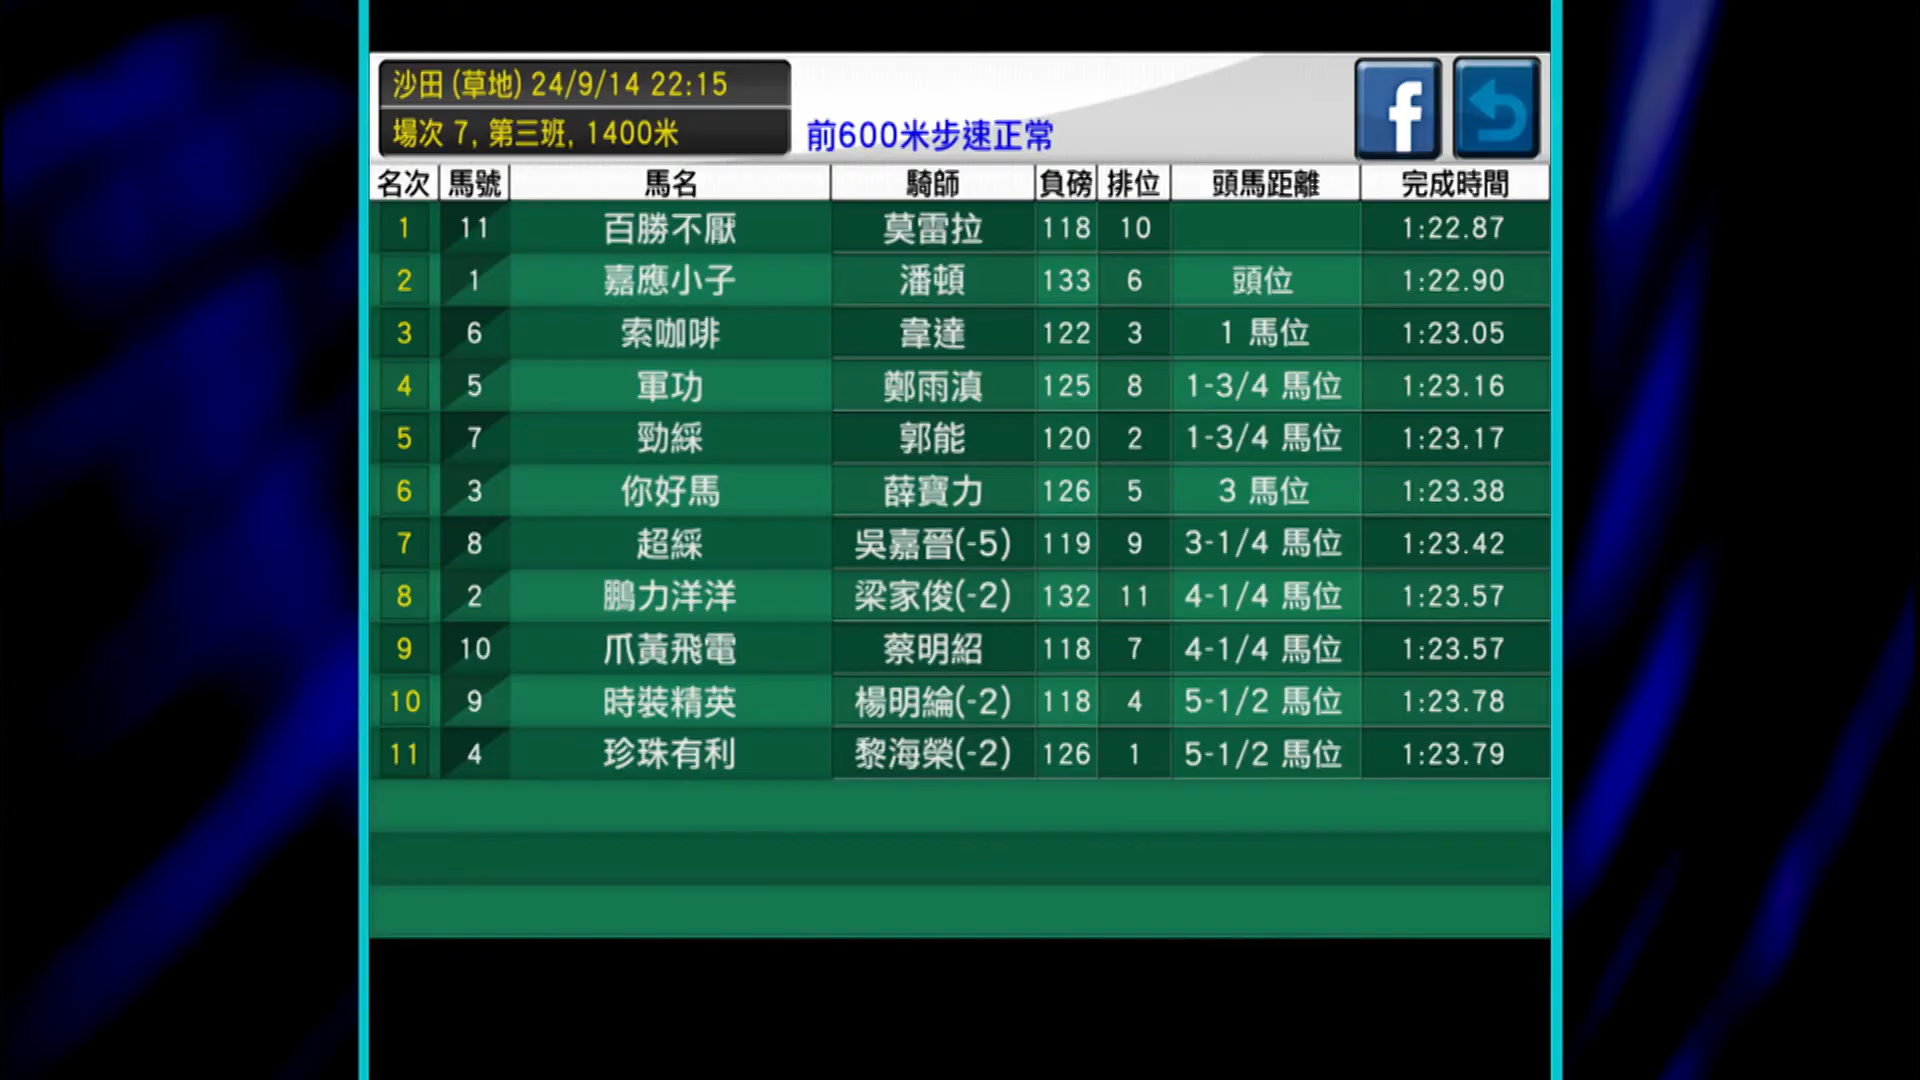 沙田 (草地) 24/9/14 22:15
場次 7, 第三班, 1400米
前600米步速正常
f
名次 馬號 馬名 騎師 負磅 排位 頭馬距離 完成時間
1 11 百勝不厭 莫雷拉 118 10 1:22.87
2 1 嘉應小子 潘頓 133 6 頭位 1:22.90
3 6 索咖啡 韋達 122 3 1 馬位 1:23.05
4 5 軍功 鄭雨滇 125 8 1-3/4 馬位 1:23.16
5 7 勁綵 郭能 120 2 1-3/4 馬位 1:23.17
6 3 你好馬 薛寶力 126 5 3 馬位 1:23.38
7 8 超綵 吳嘉晉(-5) 119 9 3-1/4 馬位 1:23.42
8 2 鵬力洋洋 梁家俊(-2) 132 11 4-1/4 馬位 1:23.57
9 10 爪黃飛電 蔡明紹 118 7 4-1/4 馬位 1:23.57
10 9 時裝精英 楊明綸(-2) 118 4 5-1/2 馬位 1:23.78
11 4 珍珠有利 黎海榮(-2) 126 1 5-1/2 馬位 1:23.79